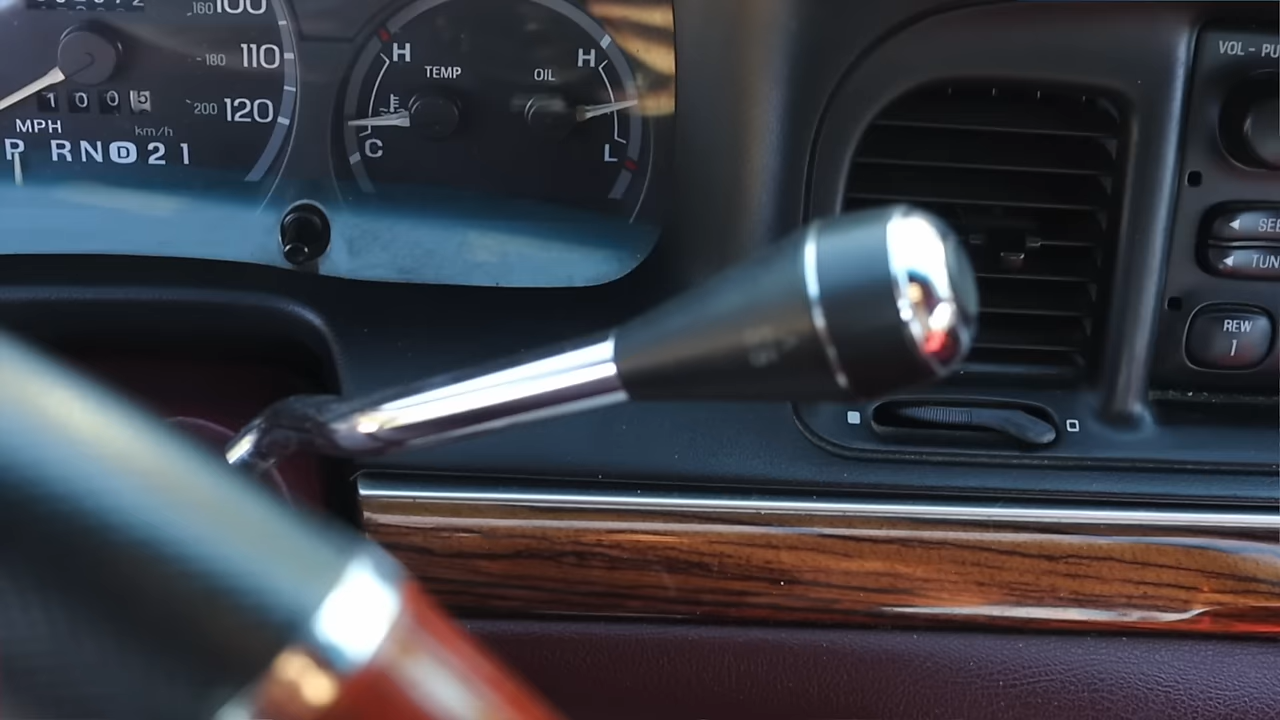 160 100
180 110
200 120
1 0 0 5
MPH km/h
P R N D 2 1
H TEMP
C
OIL H
L
VOL - PU
SEE
TUN
REW
1